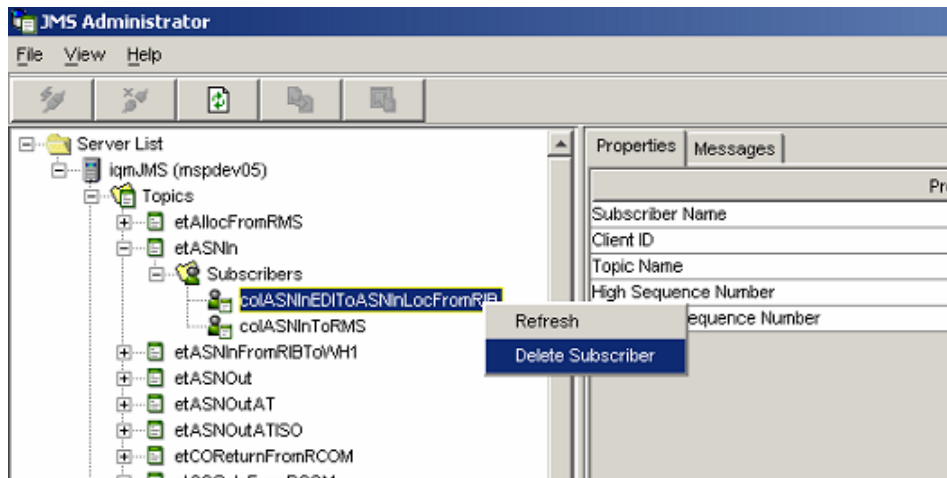 JMS Administrator
File View Help
Server List
iqmJMS (mspdev05)
Topics
etAllocFromRMS
etASNIn
Subscribers
colASNInEDIToASNInLocFromRIB
colASNInToRMS
etASNInFromRIBToWH1
etASNOut
etASNOutAT
etASNOutATISO
etCOReturnFromRCOM
Properties Messages
Subscriber Name
Client ID
Topic Name
High Sequence Number
equence Number
Refresh
Delete Subscriber